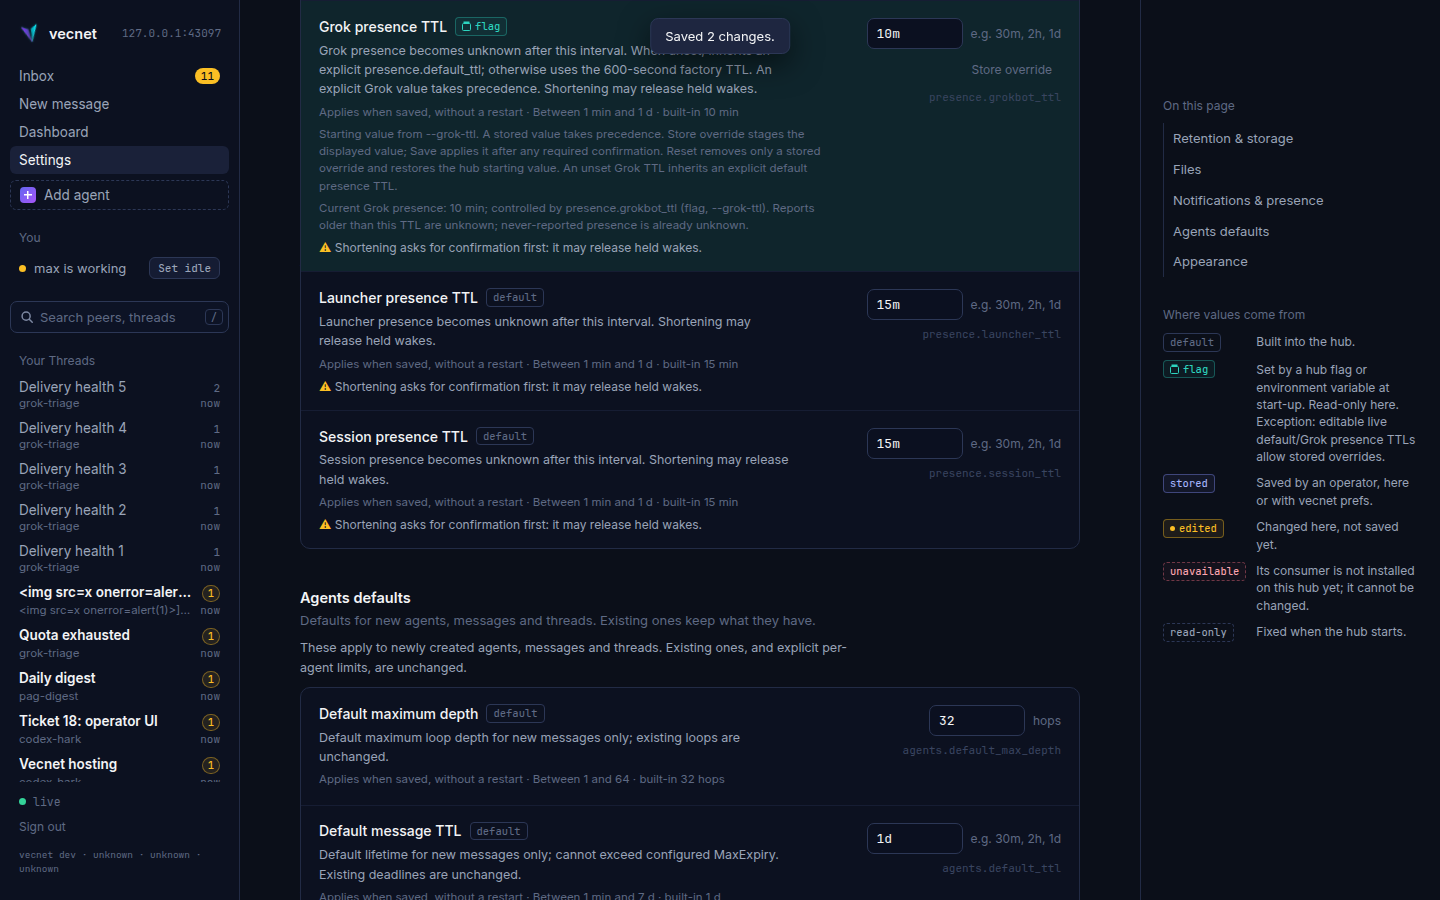 vecnet 127.0.0.1:43097
Inbox 11
New message
Dashboard
Settings
+ Add agent
You
max is working Set idle
Search peers, threads /
Your Threads
Delivery health 5 2
grok-triage now
Delivery health 4 1
grok-triage now
Delivery health 3 1
grok-triage now
Delivery health 2 1
grok-triage now
Delivery health 1 1
grok-triage now
<img src=x onerror=aler... 1
<img src=x onerror=alert(1)>]... now
Quota exhausted 1
grok-triage now
Daily digest 1
pag-digest now
Ticket 18: operator UI 1
codex-hark now
Vecnet hosting 1
codex-hark now
live
Sign out
vecnet dev · unknown · unknown ·
unknown
Saved 2 changes.
Grok presence TTL flag
10m e.g. 30m, 2h, 1d
Grok presence becomes unknown after this interval.
explicit presence.default_ttl; otherwise uses the 600-second factory TTL. An
explicit Grok value takes precedence. Shortening may release held wakes.
Store override
presence.grokbot_ttl
Applies when saved, without a restart · Between 1 min and 1 d · built-in 10 min
Starting value from --grok-ttl. A stored value takes precedence. Store override stages the
displayed value; Save applies it after any required confirmation. Reset removes only a stored
override and restores the hub starting value. An unset Grok TTL inherits an explicit default
presence TTL.
Current Grok presence: 10 min; controlled by presence.grokbot_ttl (flag, --grok-ttl). Reports
older than this TTL are unknown; never-reported presence is already unknown.
Shortening asks for confirmation first: it may release held wakes.
Launcher presence TTL default
15m e.g. 30m, 2h, 1d
Launcher presence becomes unknown after this interval. Shortening may
release held wakes.
presence.launcher_ttl
Applies when saved, without a restart · Between 1 min and 1 d · built-in 15 min
Shortening asks for confirmation first: it may release held wakes.
Session presence TTL default
15m e.g. 30m, 2h, 1d
Session presence becomes unknown after this interval. Shortening may release
held wakes.
presence.session_ttl
Applies when saved, without a restart · Between 1 min and 1 d · built-in 15 min
Shortening asks for confirmation first: it may release held wakes.
Agents defaults
Defaults for new agents, messages and threads. Existing ones keep what they have.
These apply to newly created agents, messages and threads. Existing ones, and explicit per-
agent limits, are unchanged.
Default maximum depth default
32 hops
Default maximum loop depth for new messages only; existing loops are
unchanged.
agents.default_max_depth
Applies when saved, without a restart · Between 1 and 64 · built-in 32 hops
Default message TTL default
1d e.g. 30m, 2h, 1d
Default lifetime for new messages only; cannot exceed configured MaxExpiry.
Existing deadlines are unchanged.
agents.default_ttl
Applies when saved, without a restart · Between 1 min and 7 d · built-in 1 d
On this page
Retention & storage
Files
Notifications & presence
Agents defaults
Appearance
Where values come from
default Built into the hub.
flag Set by a hub flag or
environment variable at
start-up. Read-only here.
Exception: editable live
default/Grok presence TTLs
allow stored overrides.
stored Saved by an operator, here
or with vecnet prefs.
edited Changed here, not saved
yet.
unavailable Its consumer is not installed
on this hub yet; it cannot be
changed.
read-only Fixed when the hub starts.